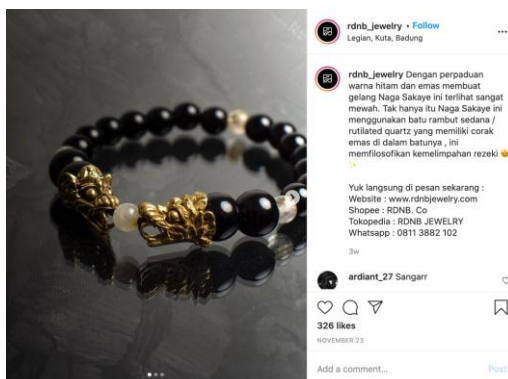 rdnb_jewelry • Follow
Legian, Kuta, Badung
rdnb_jewelry Dengan perpaduan
warna hitam dan emas membuat
gelang Naga Sakaye ini terlihat sangat
mewah. Tak hanya itu Naga Sakaye ini
menggunakan batu rambut sedana /
rutilated quartz yang memiliki corak
emas di dalam batunya , ini
memfilosofikan kemelimpahan rezeki 😊
✨
Yuk langsung di pesan sekarang :
Website : www.rdnbjewelry.com
Shopee : RDNB. Co
Tokopedia : RDNB JEWELRY
Whatsapp : 0811 3882 102
3w
ardiant_27 Sangarr
326 likes
NOVEMBER 23
Add a comment... Post